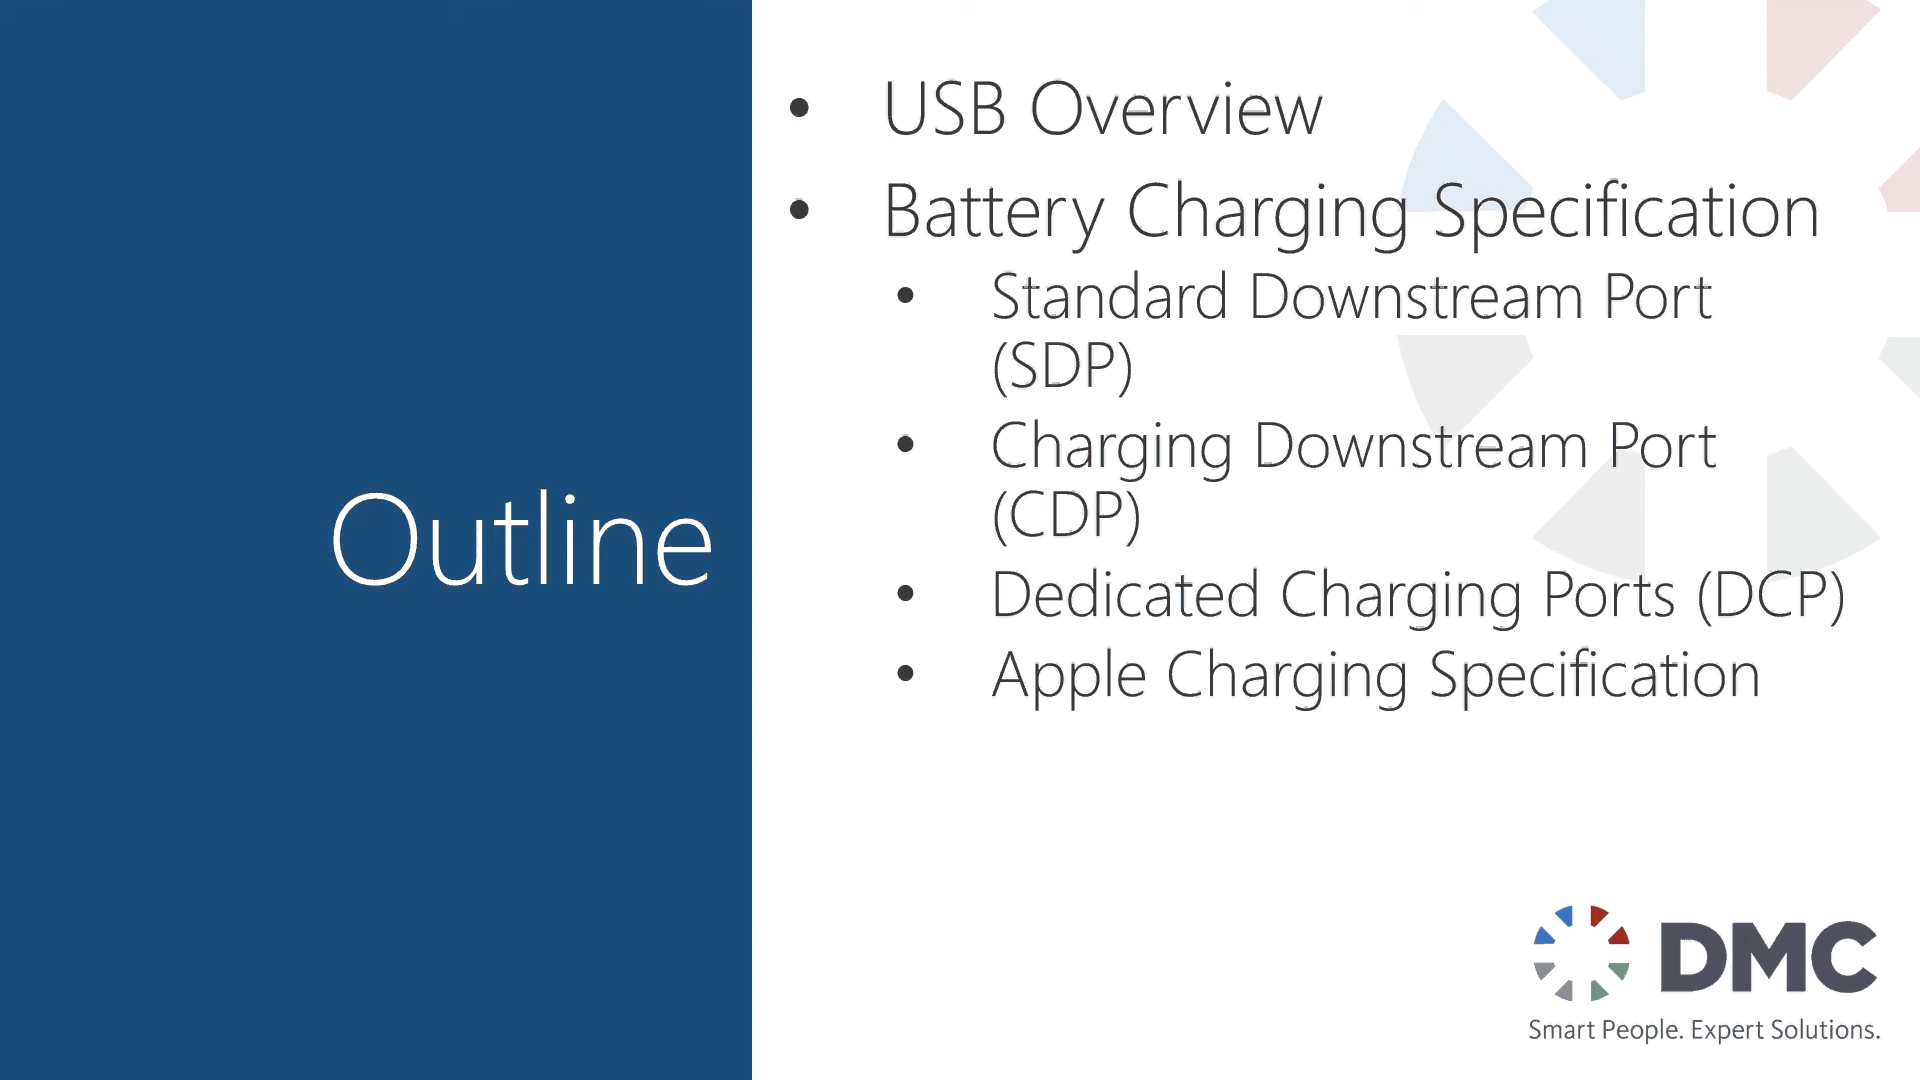 Outline
• USB Overview
• Battery Charging Specification
• Standard Downstream Port
(SDP)
• Charging Downstream Port
(CDP)
• Dedicated Charging Ports (DCP)
• Apple Charging Specification
DMC
Smart People. Expert Solutions.